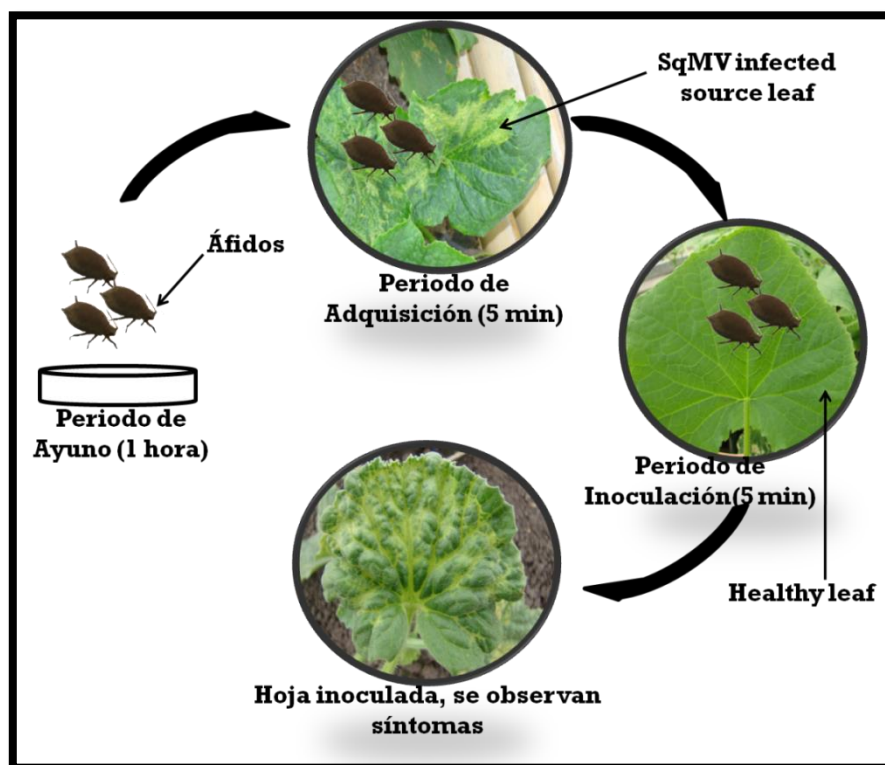 SqMV infected
source leaf
Áfidos
Periodo de
Adquisición (5 min)
Periodo de
Ayuno (1 hora)
Periodo de
Inoculación(5 min)
Healthy leaf
Hoja inoculada, se observan
síntomas